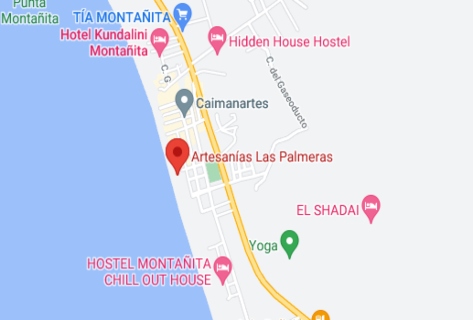 Punta
Montañita
TÍA MONTAÑITA
Hotel Kundalini
Montañita
Hidden House Hostel
C. G
C. del Gaseoducto
Caimanartes
Artesanías Las Palmeras
EL SHADAI
Yoga
HOSTEL MONTAÑITA
CHILL OUT HOUSE